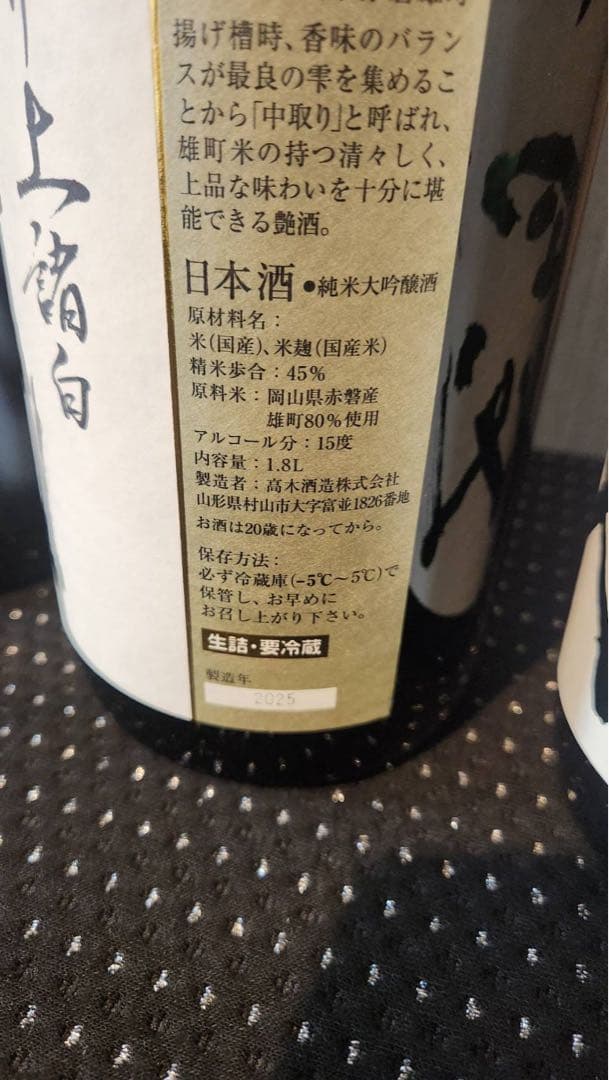 揚げ槽時、香味のバラン
スが最良の雫を集めるこ
とから「中取り」と呼ばれ、
雄町米の持つ清々しく、
上品な味わいを十分に堪
能できる艶酒。
日本酒●純米大吟醸酒
原材料名：
米(国産)、米麹(国産米)
精米歩合：45%
原料米：岡山県赤磐産
雄町80%使用
アルコール分：15度
内容量：1.8L
製造者：高木酒造株式会社
山形県村山市大字富並1826番地
お酒は20歳になってから。
保存方法：
必ず冷蔵庫(−5℃〜5℃)で
保管し、お早めに
お召し上がり下さい。
生詰・要冷蔵
製造年
2025
上諸白